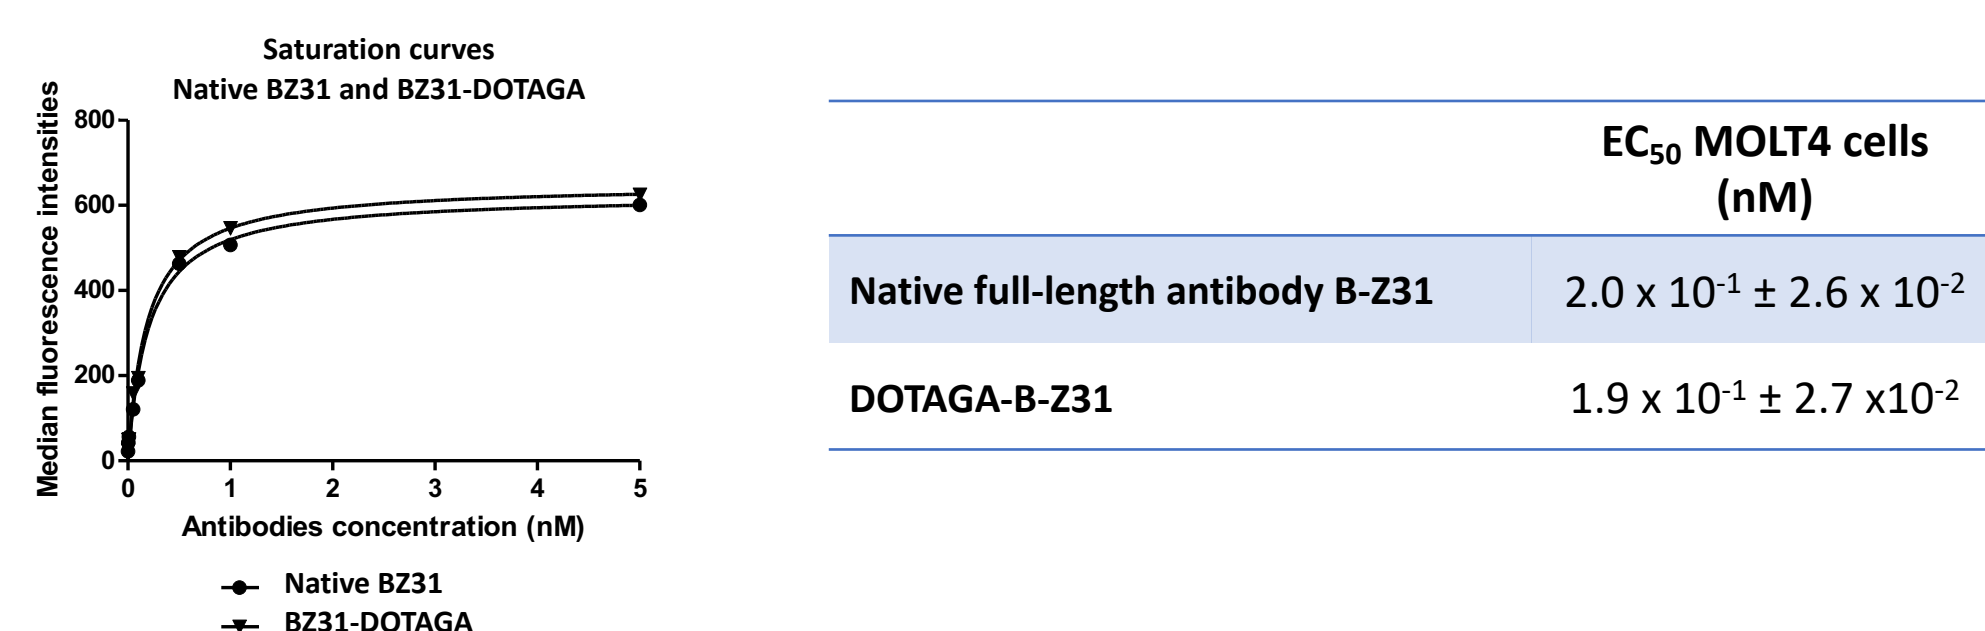 Saturation curves
Native BZ31 and BZ31-DOTAGA
Median fluorescence intensities
800
600
400
200
0
0 1 2 3 4 5
Antibodies concentration (nM)
Native BZ31
BZ31-DOTAGA
EC₅₀ MOLT4 cells
(nM)
Native full-length antibody B-Z31 2.0 x 10⁻¹ ± 2.6 x 10⁻²
DOTAGA-B-Z31 1.9 x 10⁻¹ ± 2.7 x10⁻²